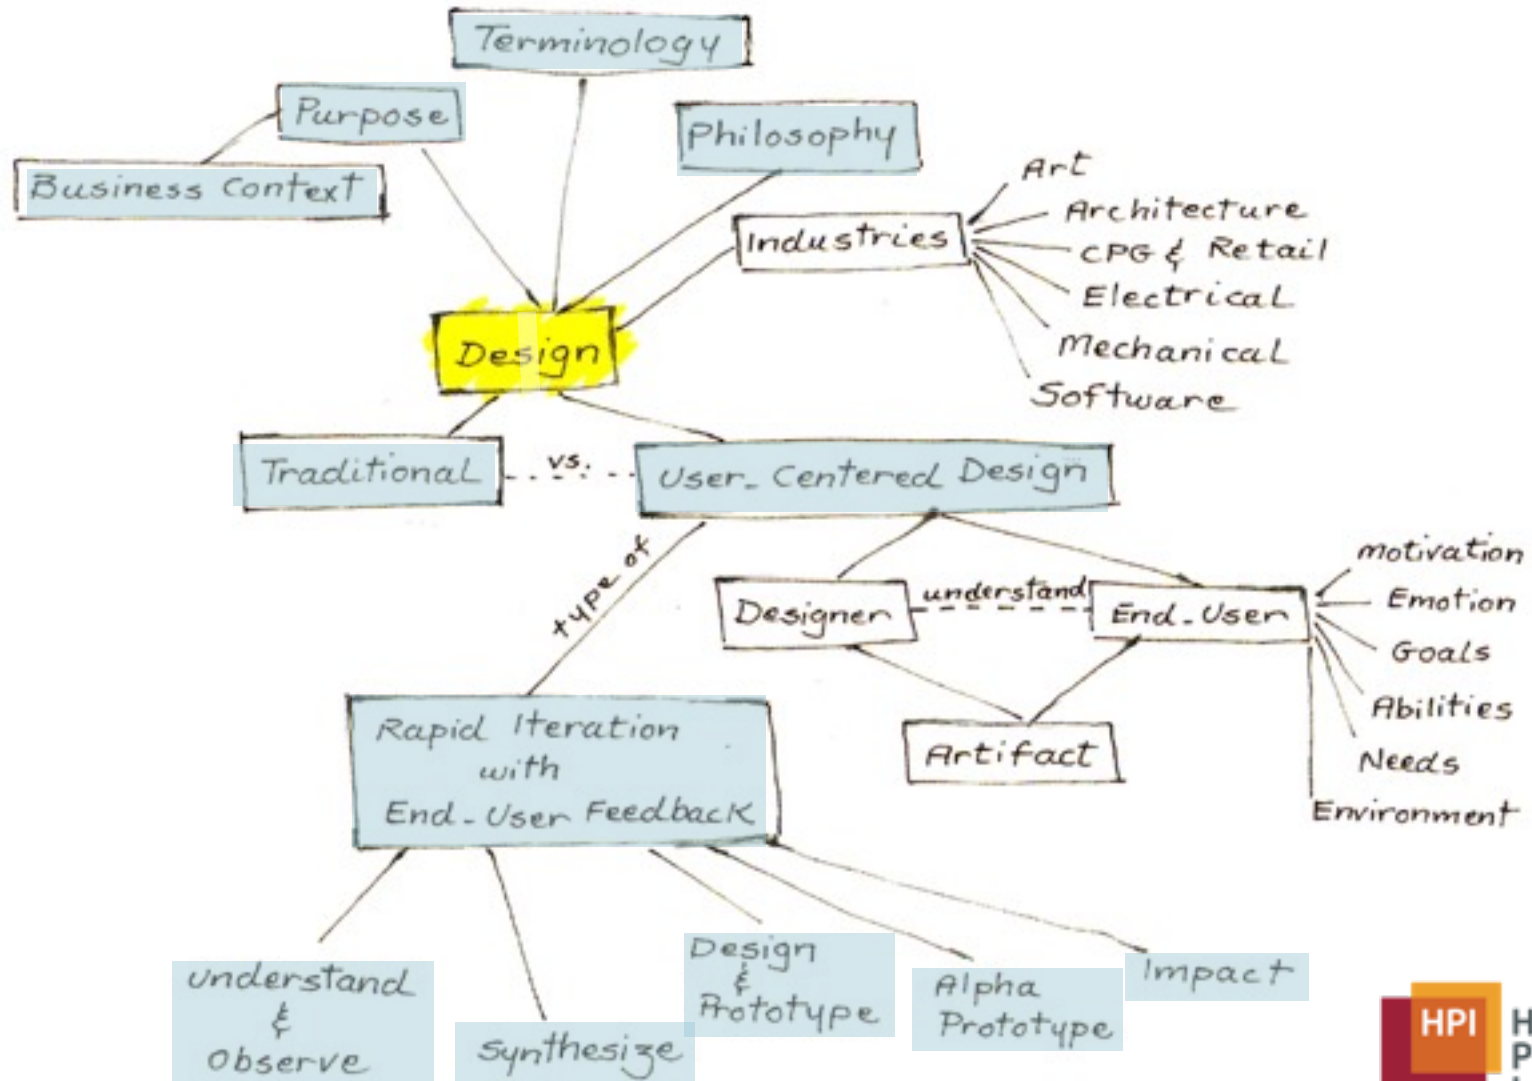 Terminology
Purpose
Philosophy
Business Context
Art
Architecture
Industries
CPG & Retail
Electrical
Mechanical
Software
Design
Traditional
vs.
User-Centered Design
type of
Designer
understand
End-User
motivation
Emotion
Goals
Abilities
Needs
Environment
Artifact
Rapid Iteration
with
End-User Feedback
understand
&
Observe
Synthesize
Design
&
Prototype
Alpha
Prototype
Impact
HPI
H
P